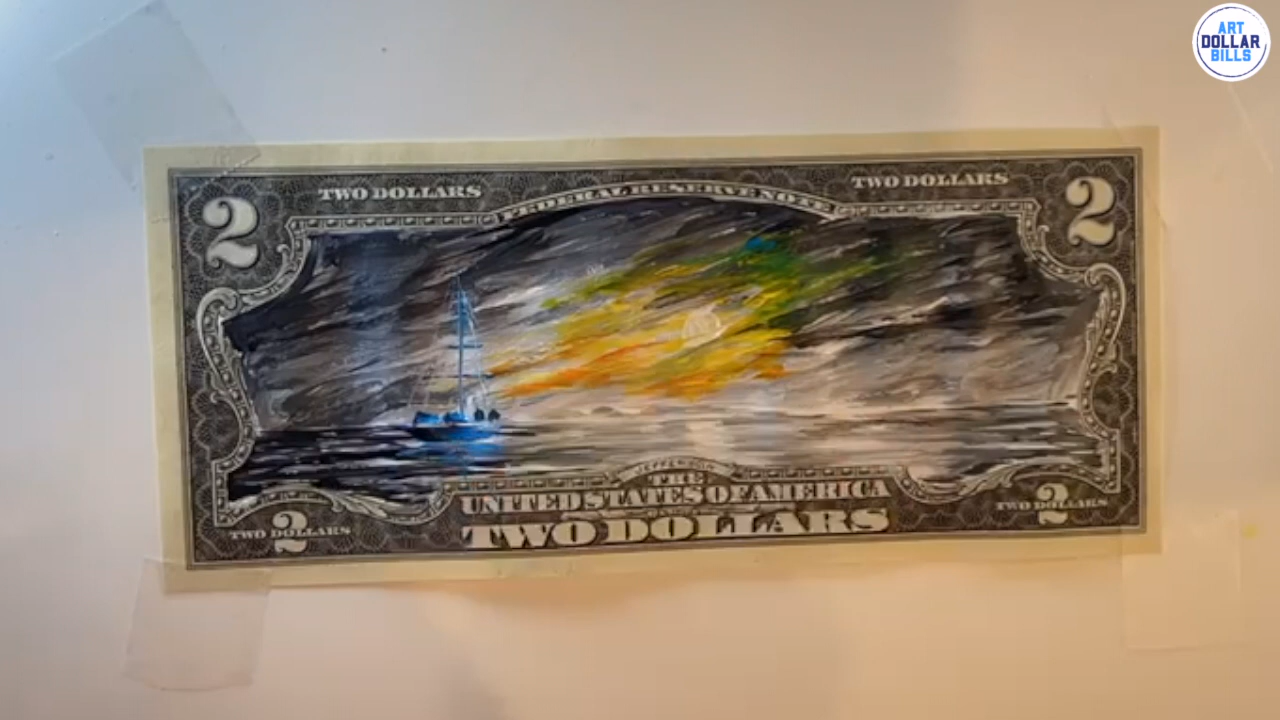 ART
DOLLAR
BILLS
TWO DOLLARS
FEDERAL RESERVE NOTE
TWO DOLLARS
2
2
JEFFERSON
THE
UNITED STATES OF AMERICA
TWO DOLLARS
2
TWO DOLLARS
2
TWO DOLLARS